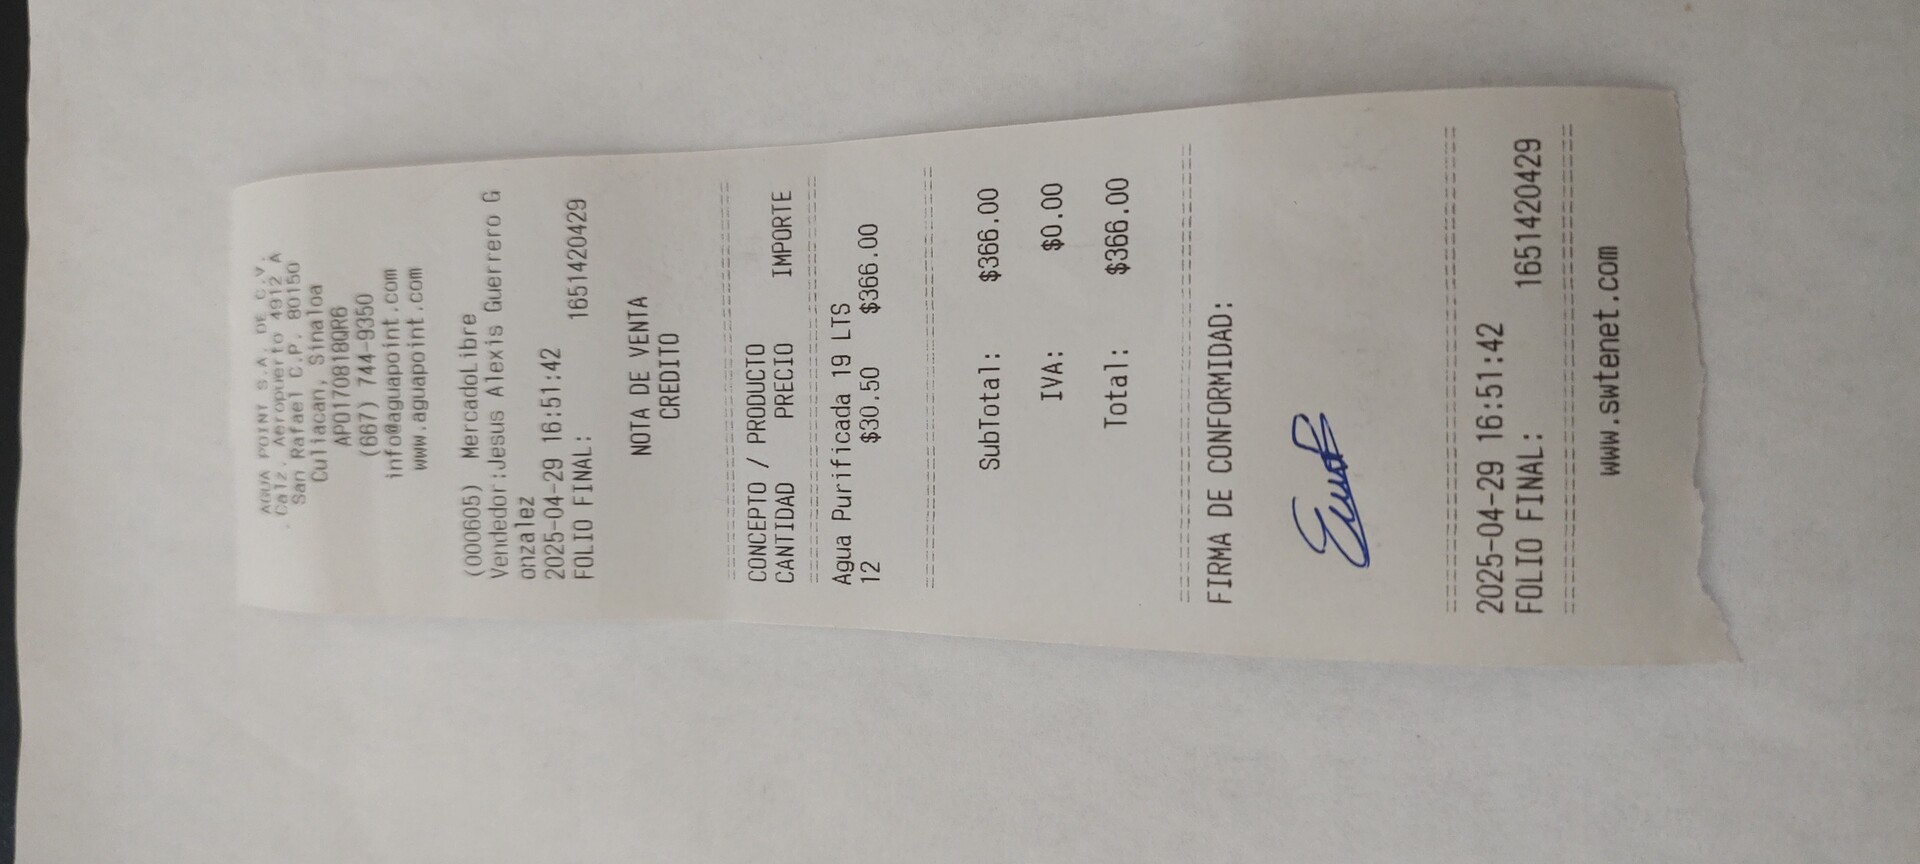 AGUA POINT S.A. DE C.V.
Calz. Aeropuerto 4912 A
San Rafael C.P. 80150
Culiacan, Sinaloa
APO170818QR6
(667) 744-9350
info@aguapoint.com
www.aguapoint.com
(000605) MercadoLibre
Vendedor:Jesus Alexis Guerrero G
onzalez
2025-04-29 16:51:42
FOLIO FINAL: 1651420429
NOTA DE VENTA
CREDITO
CONCEPTO / PRODUCTO
CANTIDAD PRECIO IMPORTE
Agua Purificada 19 LTS
12 $30.50 $366.00
SubTotal: $366.00
IVA: $0.00
Total: $366.00
FIRMA DE CONFORMIDAD:
2025-04-29 16:51:42
FOLIO FINAL: 1651420429
www.swtenet.com